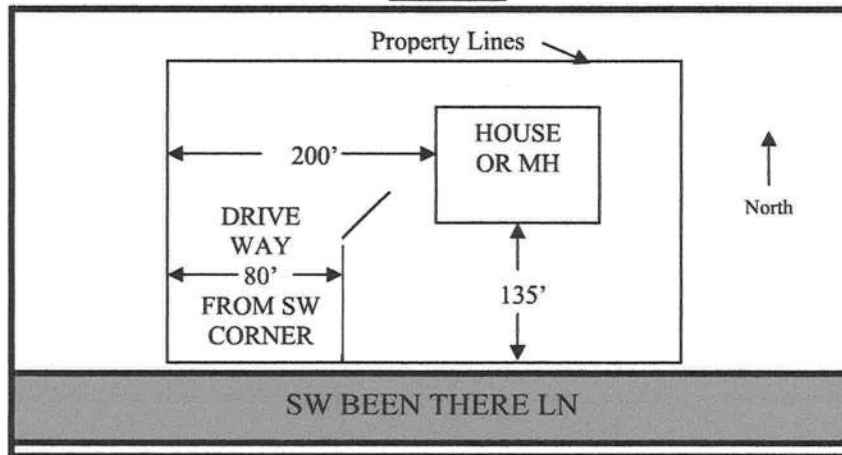 Property Lines
HOUSE
OR MH
200’
North
DRIVE
WAY
80’
FROM SW
CORNER
135’
SW BEEN THERE LN